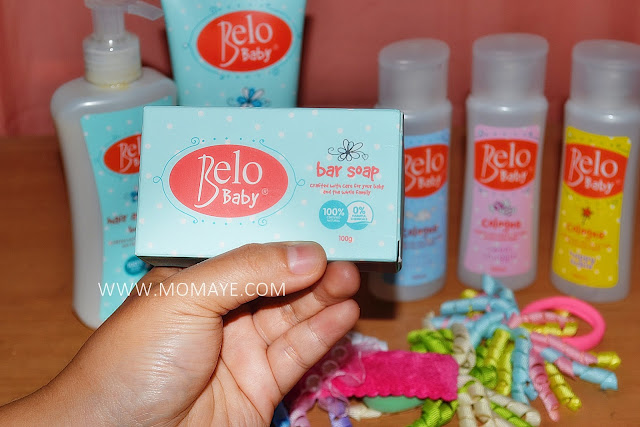 Belo
Baby®
Belo
Baby
hair
Belo
Baby®
bar soap
crafted with care for your baby
and the whole family
100%
0%
100g
Belo
Baby
Cologne
Belo
Baby
Cologne
Belo
Baby
Cologne
WWW.MOMAYE.COM